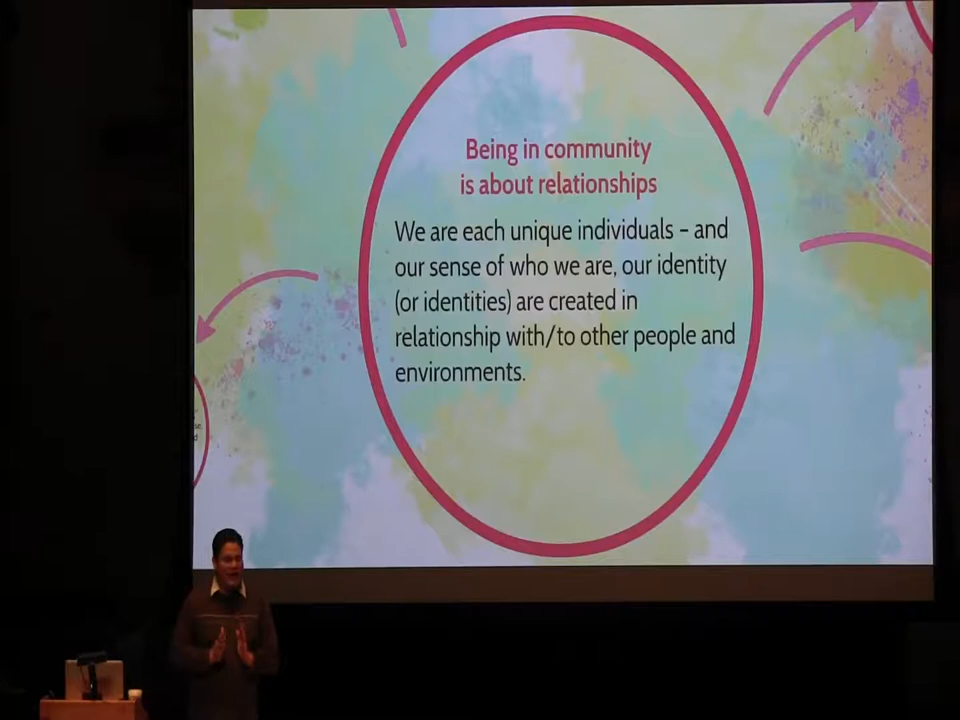 Being in community
is about relationships
We are each unique individuals – and
our sense of who we are, our identity
(or identities) are created in
relationship with/to other people and
environments.